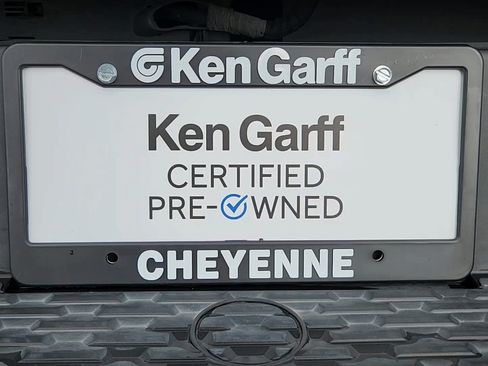 Ken Garff
Ken Garff
CERTIFIED
PRE-OWNED
CHEYENNE